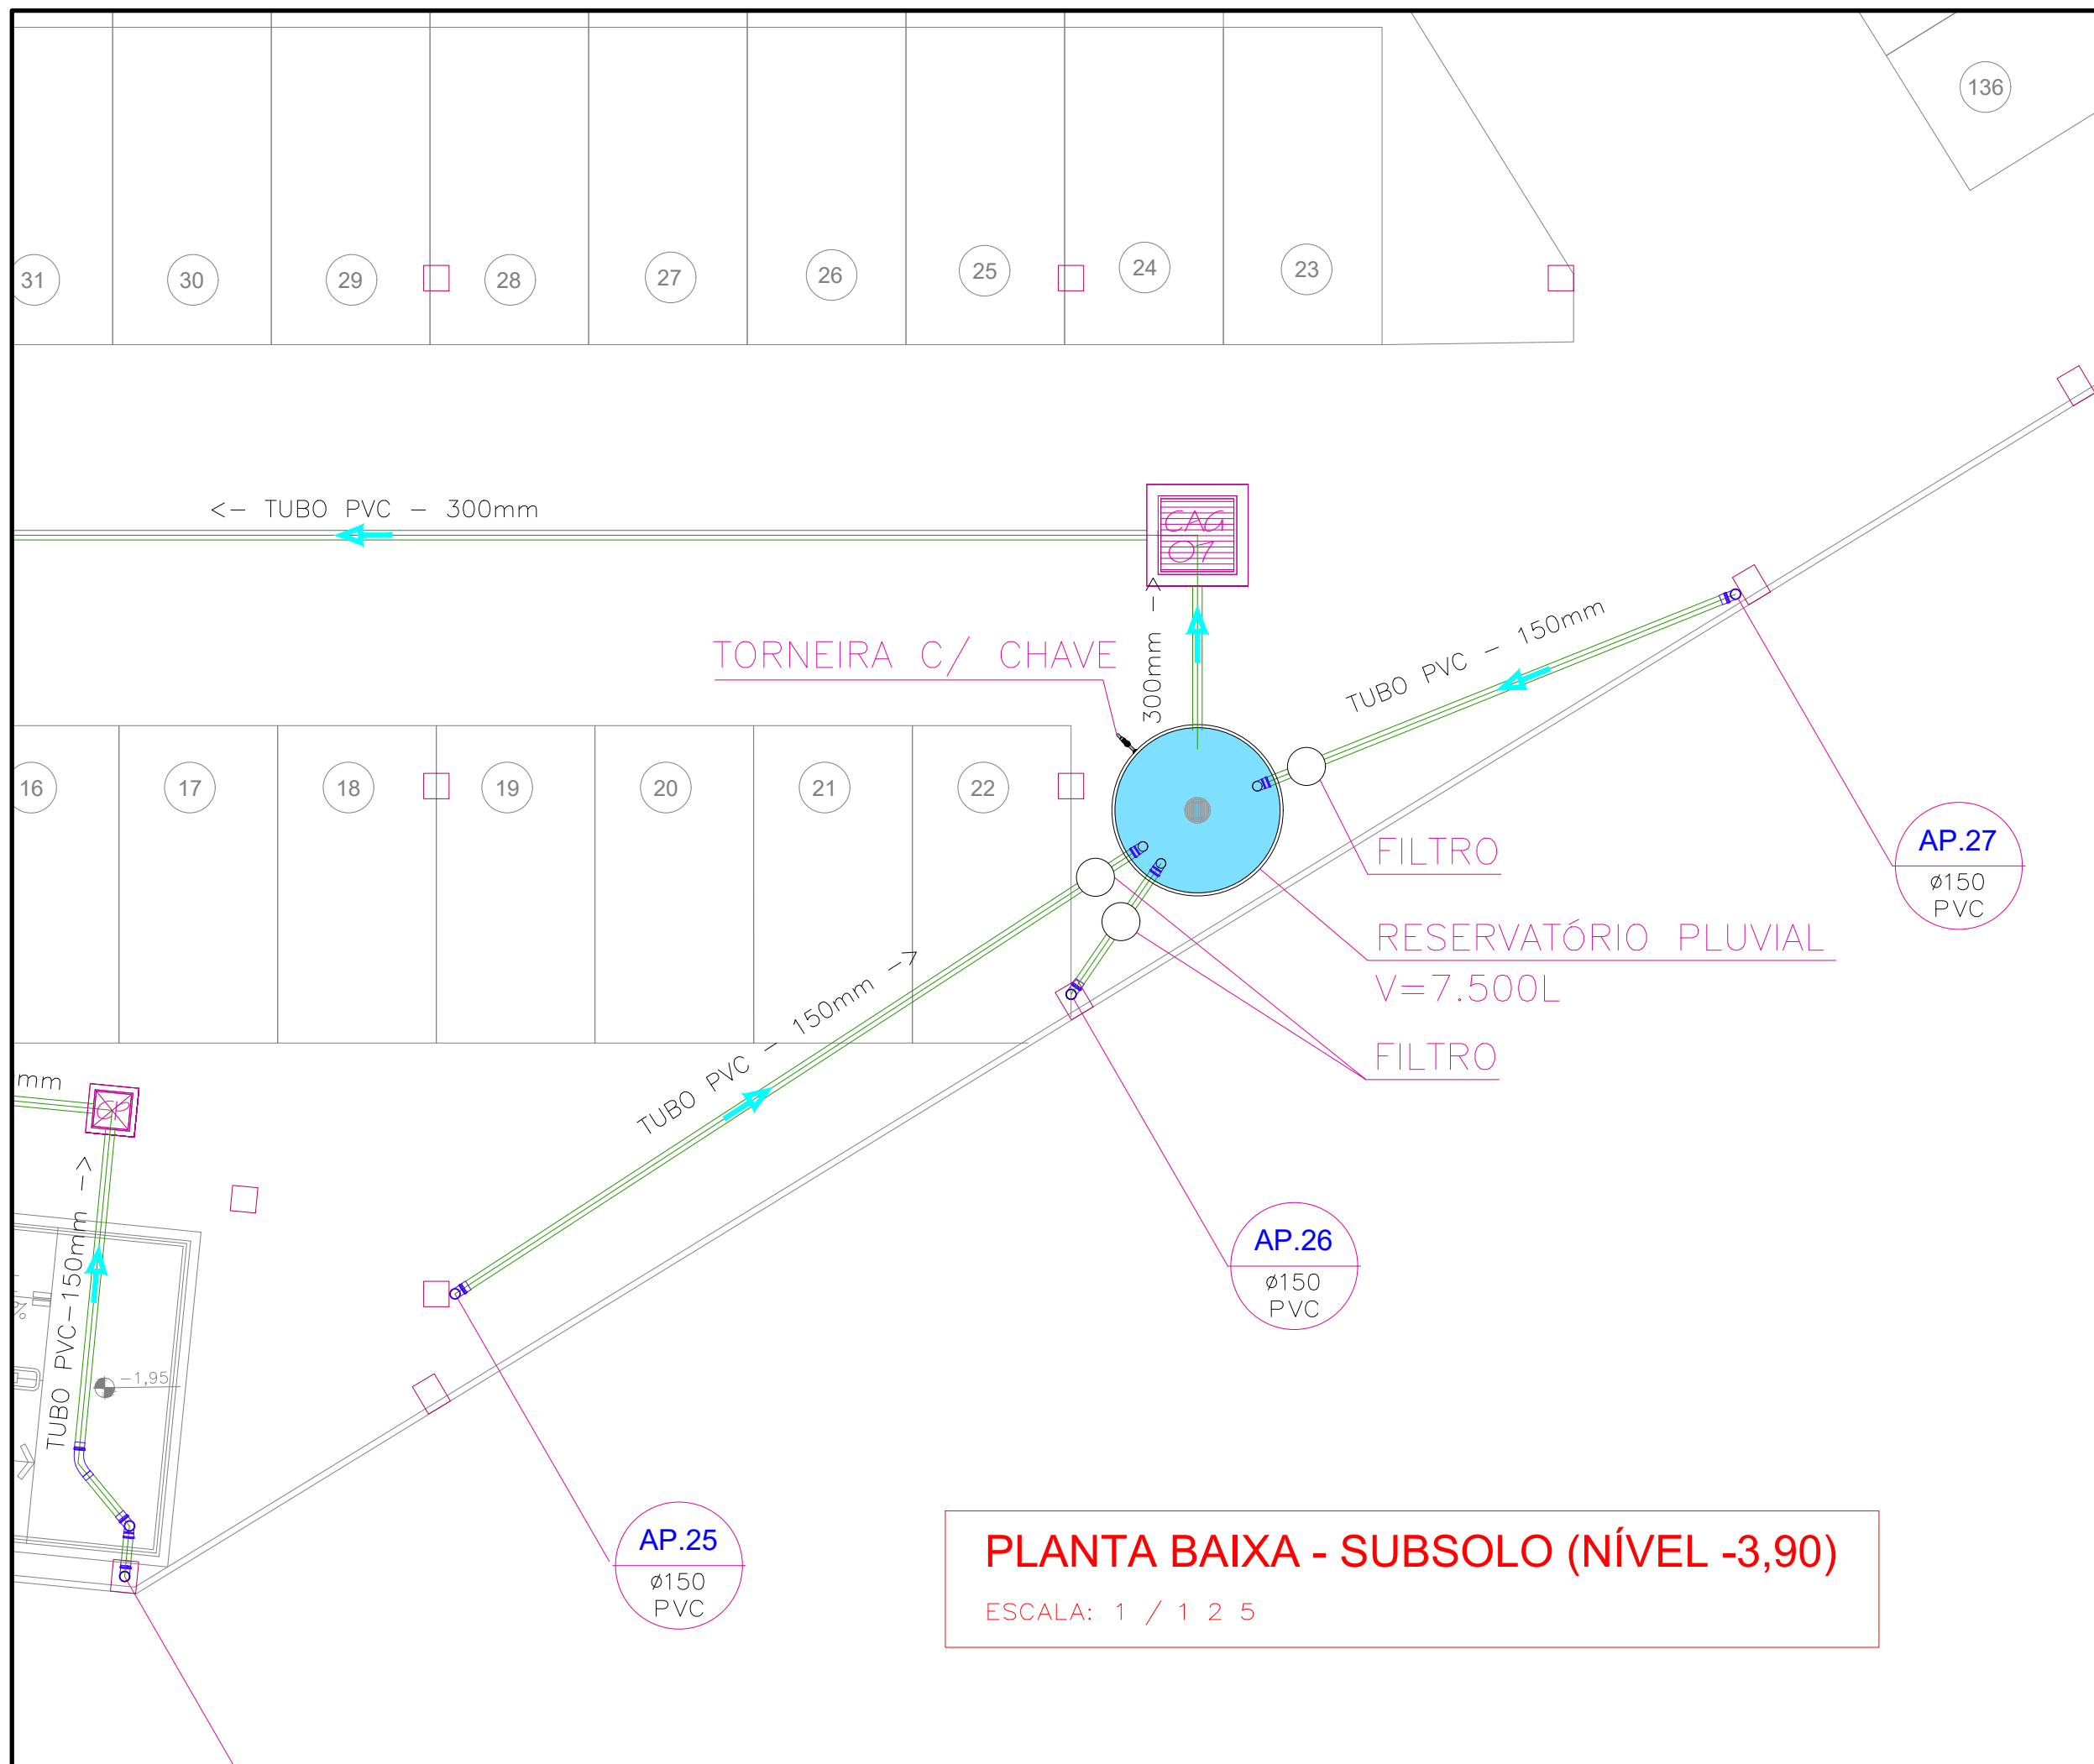 136
31
30
29
28
27
26
25
24
23
<- TUBO PVC - 300mm
CAG
07
300mm ->
TUBO PVC - 150mm
TORNEIRA C/ CHAVE
16
17
18
19
20
21
22
FILTRO
AP.27
ø150
PVC
RESERVATÓRIO PLUVIAL
V=7.500L
TUBO PVC - 150mm ->
FILTRO
mm
CP
TUBO PVC-150mm ->
AP.26
ø150
PVC
-1,95
AP.25
ø150
PVC
PLANTA BAIXA - SUBSOLO (NÍVEL -3,90)
ESCALA: 1 / 1 2 5